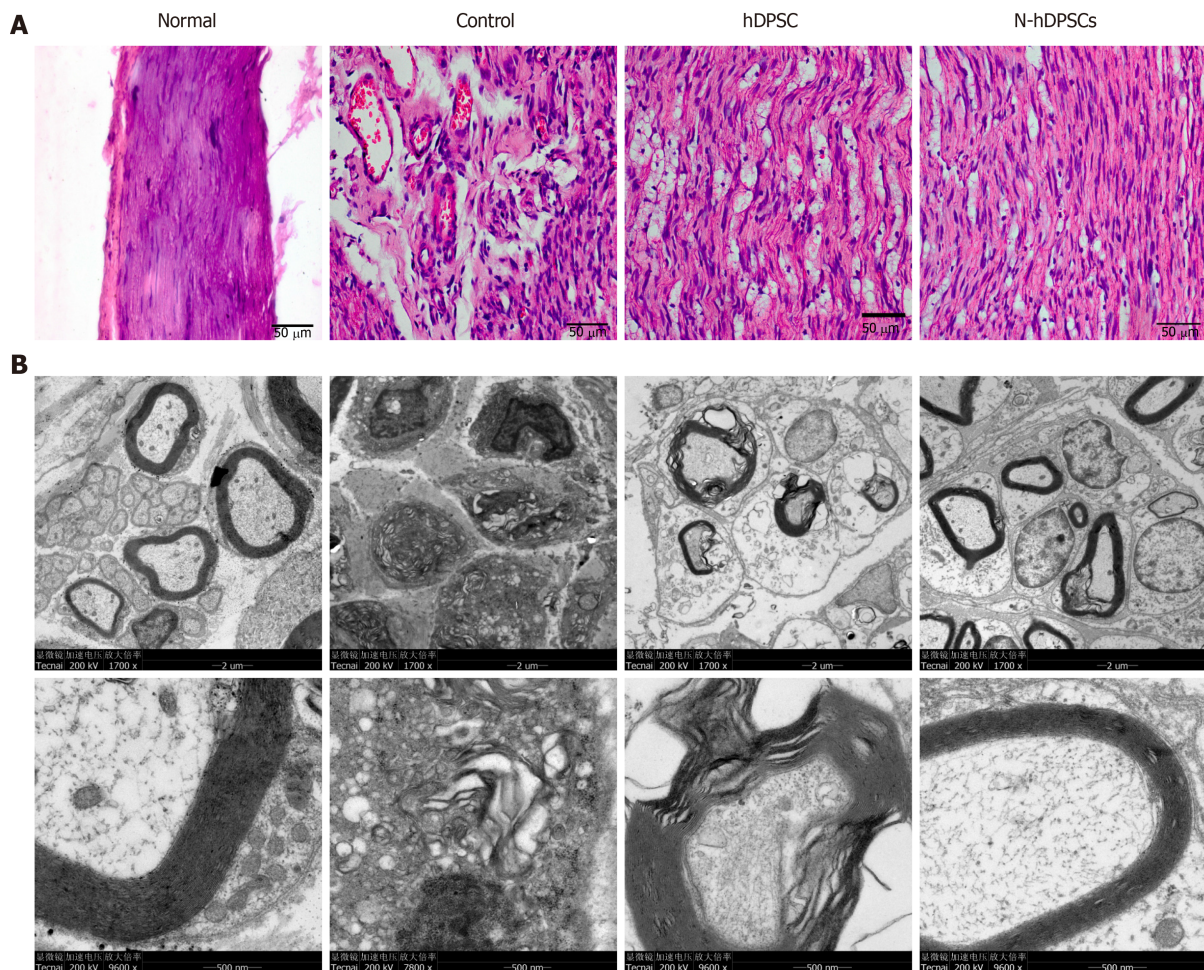 A
Normal
Control
hDPSC
N-hDPSCs
50 μm
50 μm
50 μm
50 μm
B
显微镜 加速电压 放大倍率
Tecnai 200 kV 1700 x 2 um
显微镜 加速电压 放大倍率
Tecnai 200 kV 1700 x 2 um
显微镜 加速电压 放大倍率
Tecnai 200 kV 1700 x 2 um
显微镜 加速电压 放大倍率
Tecnai 200 kV 1700 x 2 um
显微镜 加速电压 放大倍率
Tecnai 200 kV 9600 x 500 nm
显微镜 加速电压 放大倍率
Tecnai 200 kV 7800 x 500 nm
显微镜 加速电压 放大倍率
Tecnai 200 kV 9600 x 500 nm
显微镜 加速电压 放大倍率
Tecnai 200 kV 9600 x 500 nm